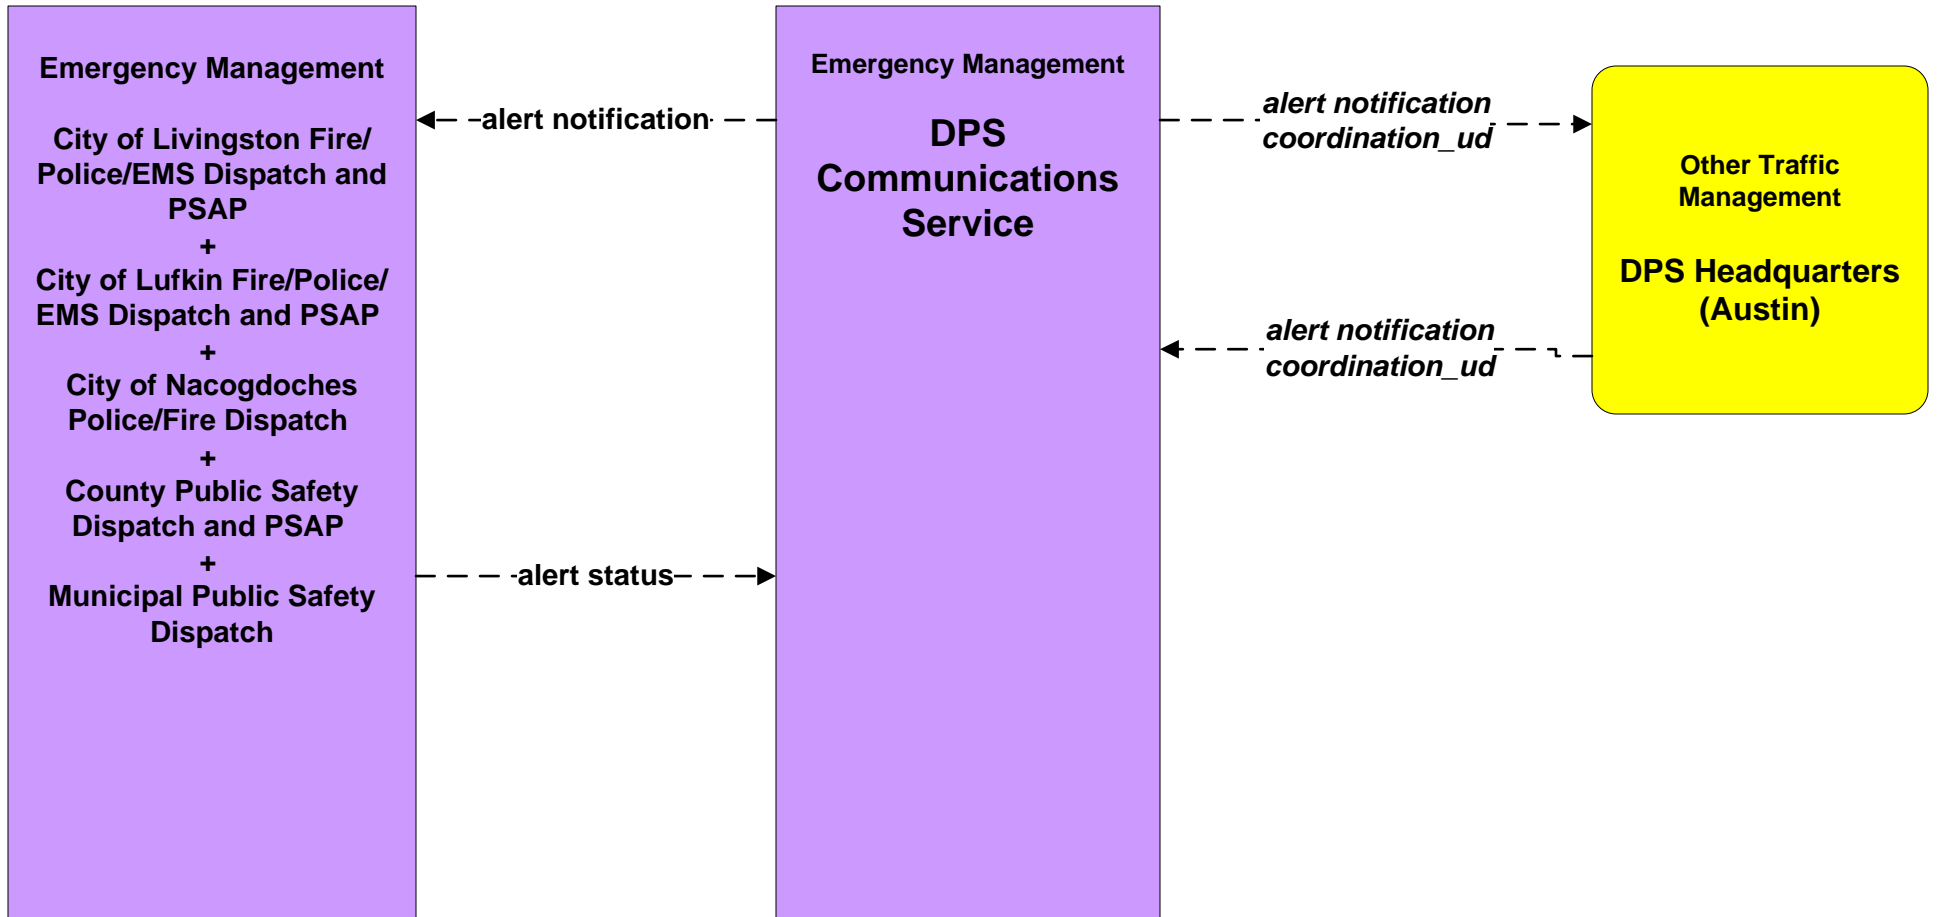 Emergency Management
City of Livingston Fire/
Police/EMS Dispatch and
PSAP
+
City of Lufkin Fire/Police/
EMS Dispatch and PSAP
+
City of Nacogdoches
Police/Fire Dispatch
+
County Public Safety
Dispatch and PSAP
+
Municipal Public Safety
Dispatch
alert notification
alert status
Emergency Management
DPS
Communications
Service
alert notification
coordination_ud
alert notification
coordination_ud
Other Traffic
Management
DPS Headquarters
(Austin)